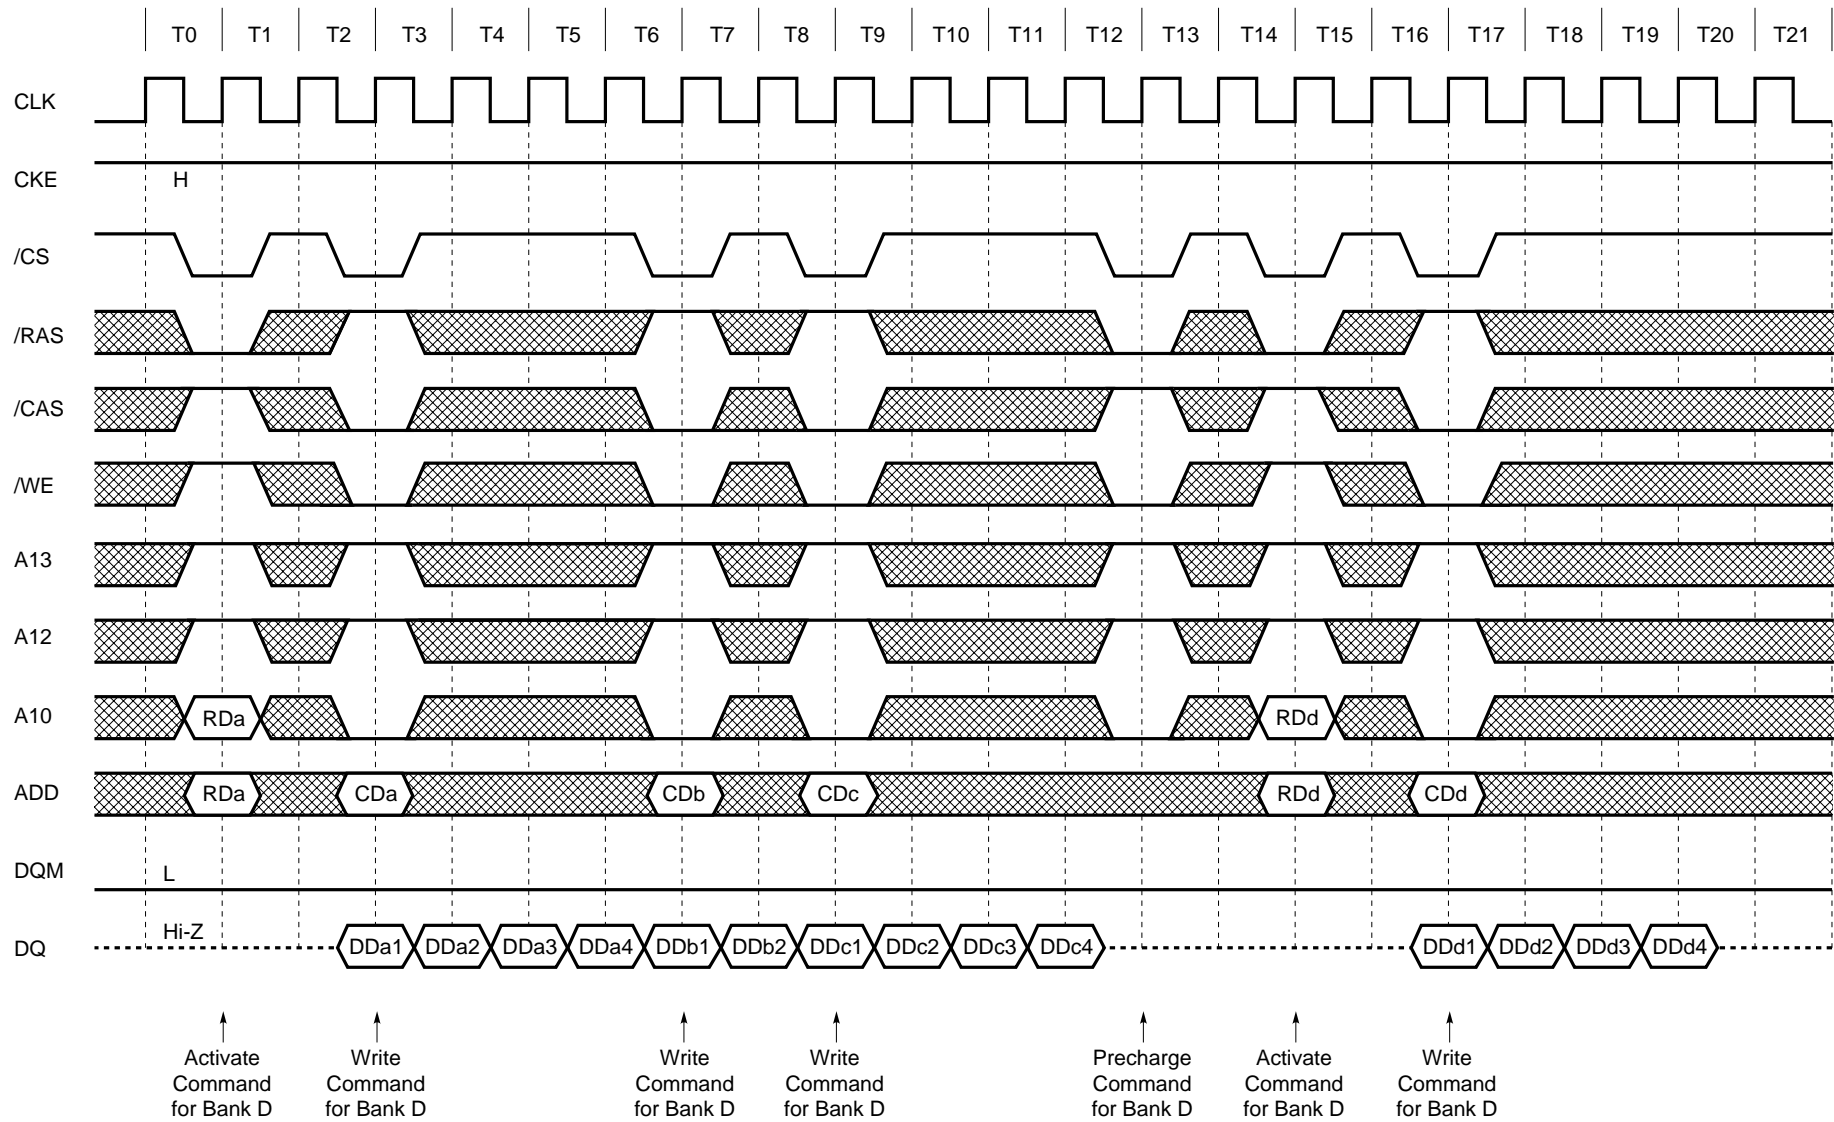 T0 T1 T2 T3 T4 T5 T6 T7 T8 T9 T10 T11 T12 T13 T14 T15 T16 T17 T18 T19 T20 T21
CLK
CKE H
/CS
/RAS
/CAS
/WE
A13
A12
A10 RDa RDd
ADD RDa CDa CDb CDc RDd CDd
DQM L
DQ Hi-Z DDa1 DDa2 DDa3 DDa4 DDb1 DDb2 DDc1 DDc2 DDc3 DDc4 DDd1 DDd2 DDd3 DDd4
Activate
Command
for Bank D
Write
Command
for Bank D
Write
Command
for Bank D
Write
Command
for Bank D
Precharge
Command
for Bank D
Activate
Command
for Bank D
Write
Command
for Bank D